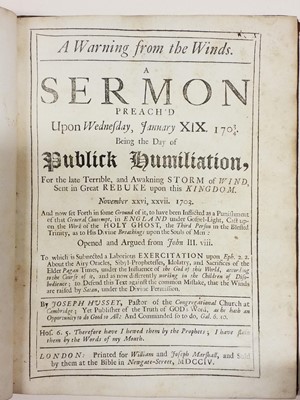 A Warning from the Winds.
A
SERMON
PREACH'D
Upon Wednesday, January XIX. 170¾.
Being the Day of
Publick Humiliation,
For the late Terrible, and Awakning STORM of WIND,
Sent in Great REBUKE upon this KINGDOM.
November xxvi, xxvii. 1703.
And now set Forth in some Ground of it, to have been Inflicted as a Punishment
of that General Contempt, in ENGLAND under Gospel-Light, Cast up-
on the Word of the HOLY GHOST, the Third Person in the Blessed
Trinity, as to His Divine Breathings upon the Souls of Men:
Opened and Argued from John III. viii.
To which is Subjoyned a Laborious EXERCITATION upon Eph. 2. 2.
About the Airy Oracles, Sibyl-Prophetesses, Idolatry, and Sacrifices of the
Elder Pagan Times, under the Influences of the God of this World, according
to the Course of it, and as now differently working in the Children of Diso-
bedience; to Defend this Text against the common Mistake, that the Winds
are raised by Satan, under the Divine Permission.
By JOSEPH HUSSEY, Pastor of the Congregational Church at
Cambridge; Yet Publisher of the Truth of GOD's Word, as he hath an
Opportunity to do Good to All; And Commanded so to do, Gal. 6. 10.
Hos. 6. 5. Therefore have I hewed them by the Prophets; I have slain
them by the Words of my Mouth.
LONDON: Printed for William and Joseph Marshall, and Sold
by them at the Bible in Newgate-Street, MDCCIV.